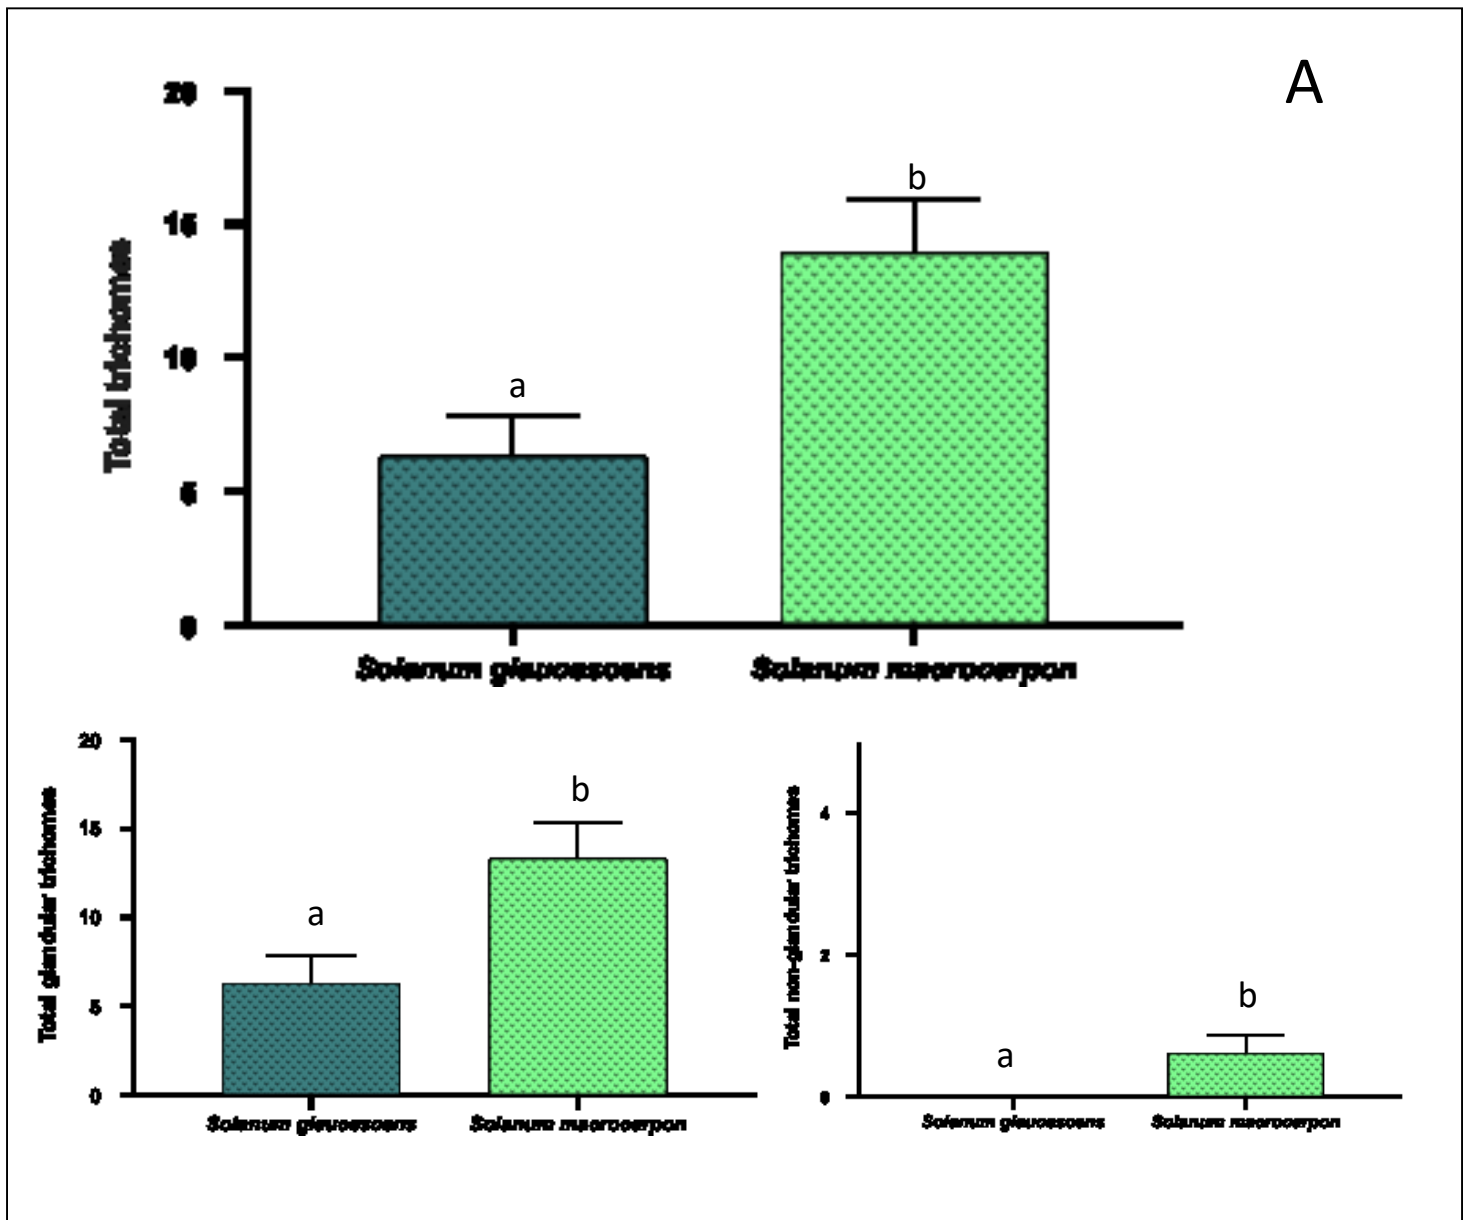 A
20
15
10
5
0
Total trichomes
a
b
Solanum glaucescens
Solanum macrocarpon
20
15
10
5
0
Total glandular trichomes
a
b
Solanum glaucescens
Solanum macrocarpon
4
2
0
Total non-glandular trichomes
a
b
Solanum glaucescens
Solanum macrocarpon